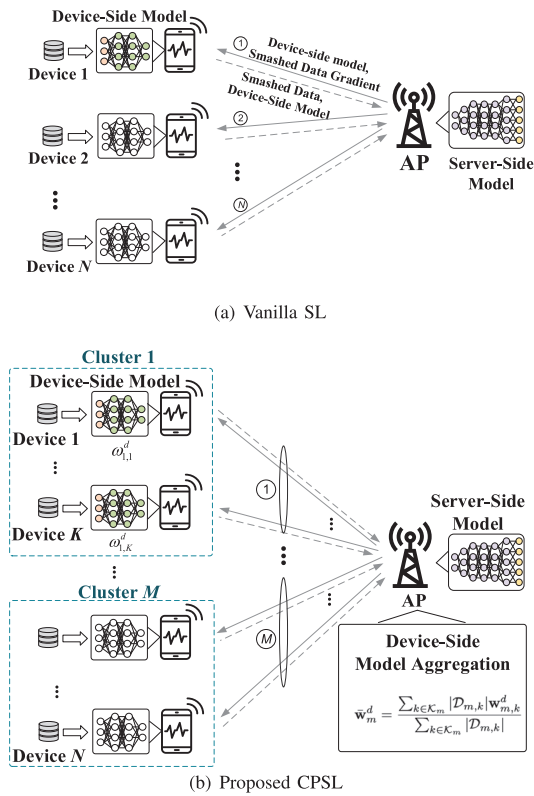 Device-Side Model
Device 1
1
Device-side model,
Smashed Data Gradient
Smashed Data,
Device-Side Model
2
Device 2
AP
Server-Side
Model
N
Device N
(a) Vanilla SL
Cluster 1
Device-Side Model
Device 1
ω^d_{1,1}
...
1
...
Device K
ω^d_{1,K}
Server-Side
Model
...
Cluster M
AP
...
M
...
Device N
Device-Side
Model Aggregation
w̄^d_m = ∑_{k∈𝒦_m} |𝒟_{m,k}| w^d_{m,k} / ∑_{k∈𝒦_m} |𝒟_{m,k}|
(b) Proposed CPSL